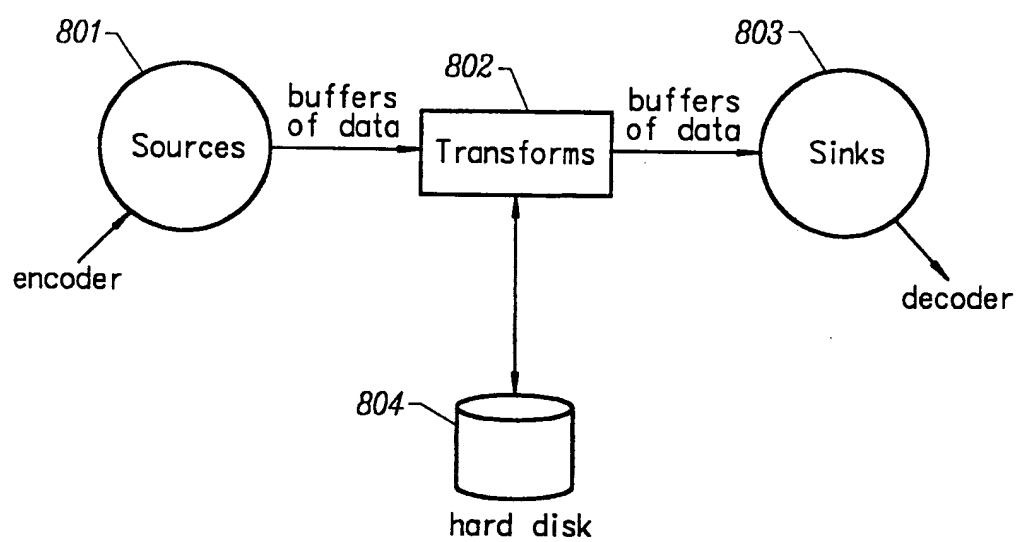 801
802
803
buffers
of data
buffers
of data
Sources
Transforms
Sinks
encoder
decoder
804
hard disk